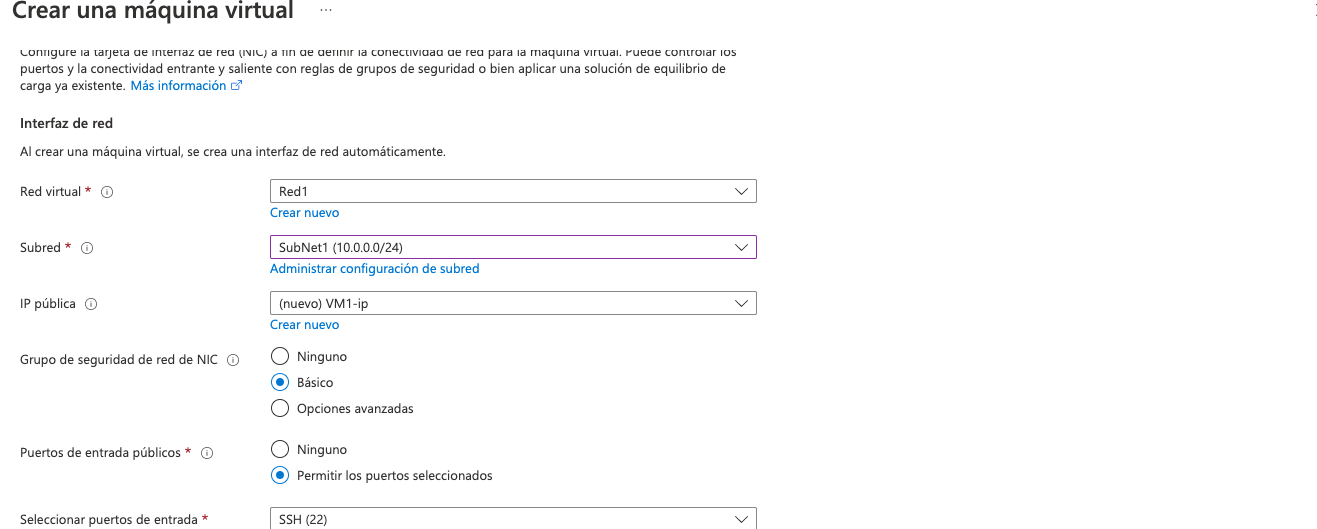 Crear una máquina virtual ...
Configure la tarjeta de interfaz de red (NIC) a fin de definir la conectividad de red para la máquina virtual. Puede controlar los
puertos y la conectividad entrante y saliente con reglas de grupos de seguridad o bien aplicar una solución de equilibrio de
carga ya existente. Más información
Interfaz de red
Al crear una máquina virtual, se crea una interfaz de red automáticamente.
Red virtual *
Red1
Crear nuevo
Subred *
SubNet1 (10.0.0.0/24)
Administrar configuración de subred
IP pública
(nuevo) VM1-ip
Crear nuevo
Grupo de seguridad de red de NIC
Ninguno
Básico
Opciones avanzadas
Puertos de entrada públicos *
Ninguno
Permitir los puertos seleccionados
Seleccionar puertos de entrada *
SSH (22)